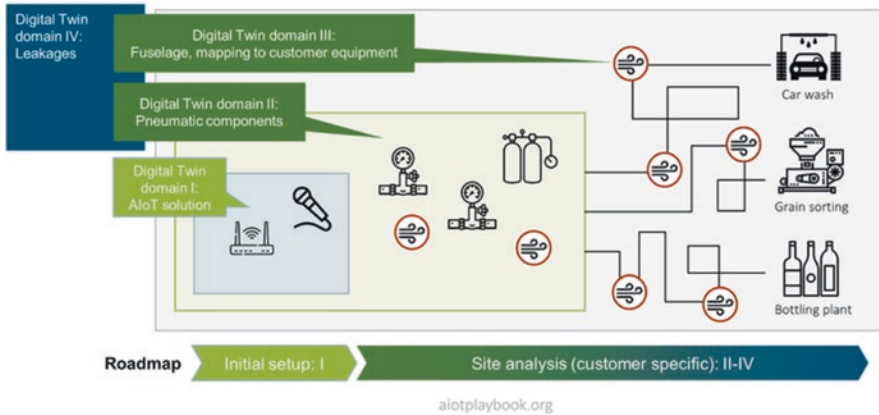 Digital Twin
domain IV:
Leakages
Digital Twin domain III:
Fuselage, mapping to customer equipment
Digital Twin domain II:
Pneumatic components
Digital Twin
domain I:
AIoT solution
Car wash
Grain sorting
Bottling plant
Roadmap
Initial setup: I
Site analysis (customer specific): II-IV
aiotplaybook.org